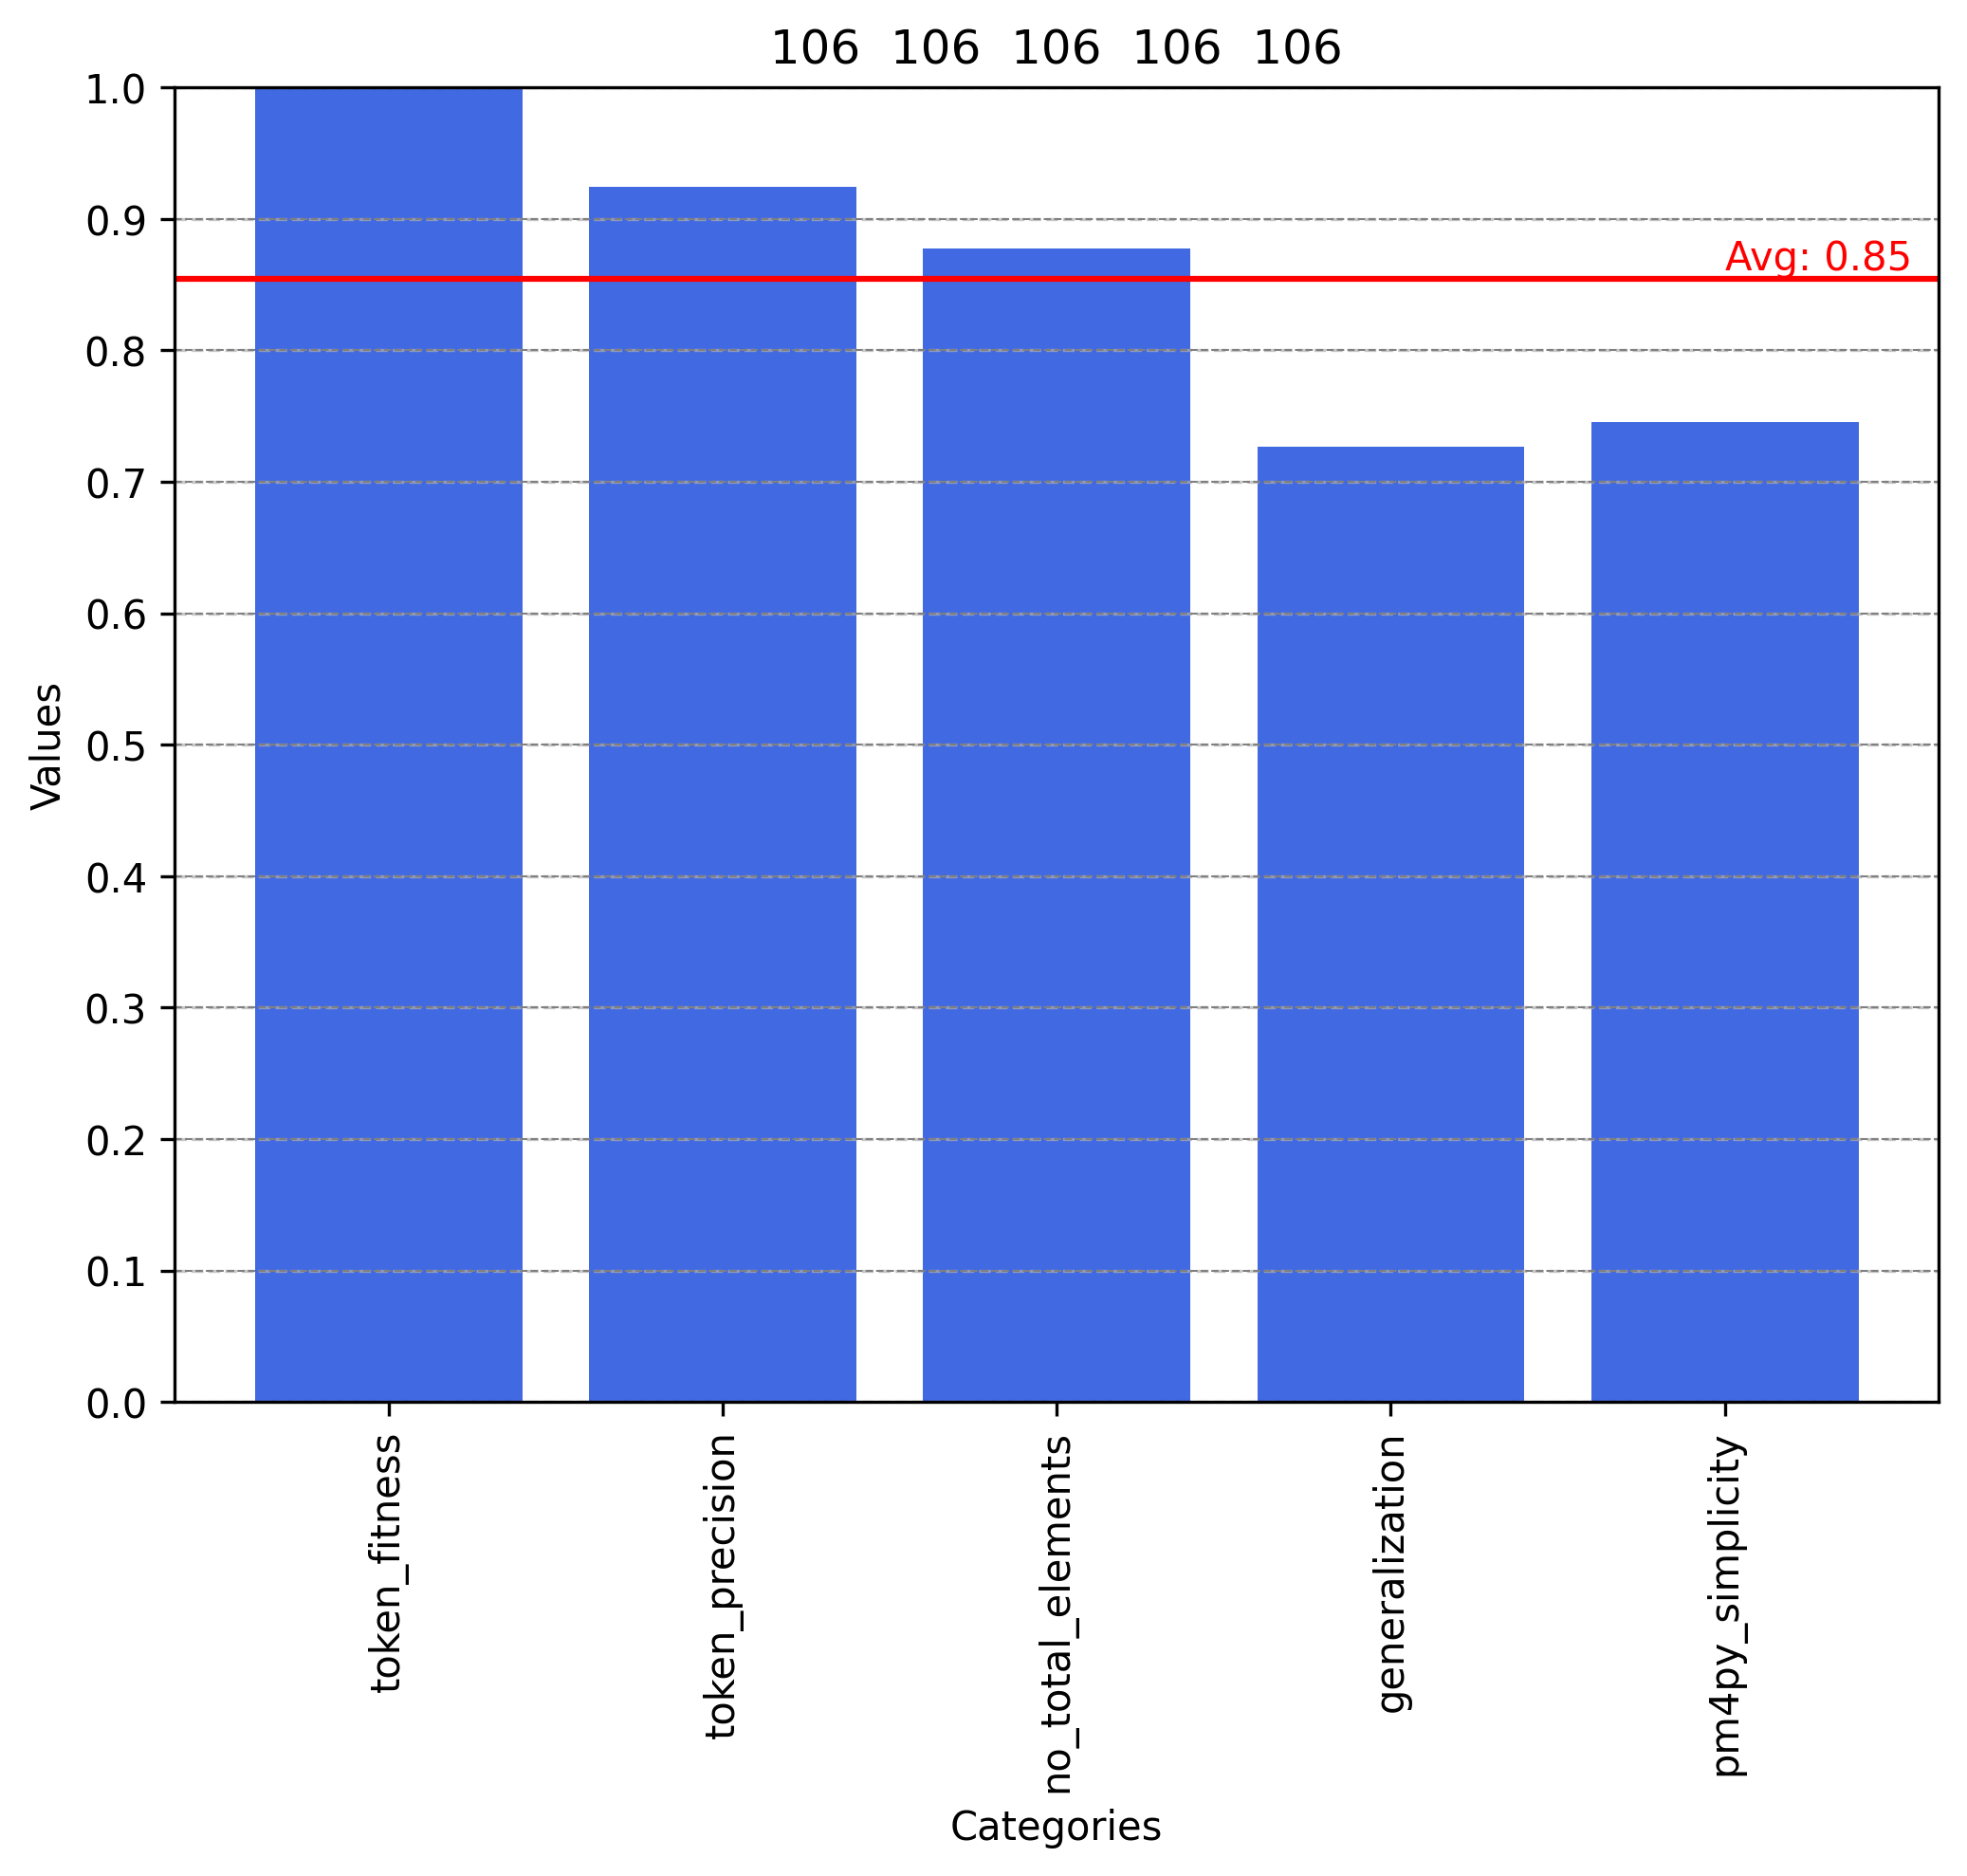 106  106  106  106  106
1.0
0.9
0.8
0.7
0.6
0.5
0.4
0.3
0.2
0.1
0.0
Values
Avg: 0.85
token_fitness
token_precision
no_total_elements
generalization
pm4py_simplicity
Categories